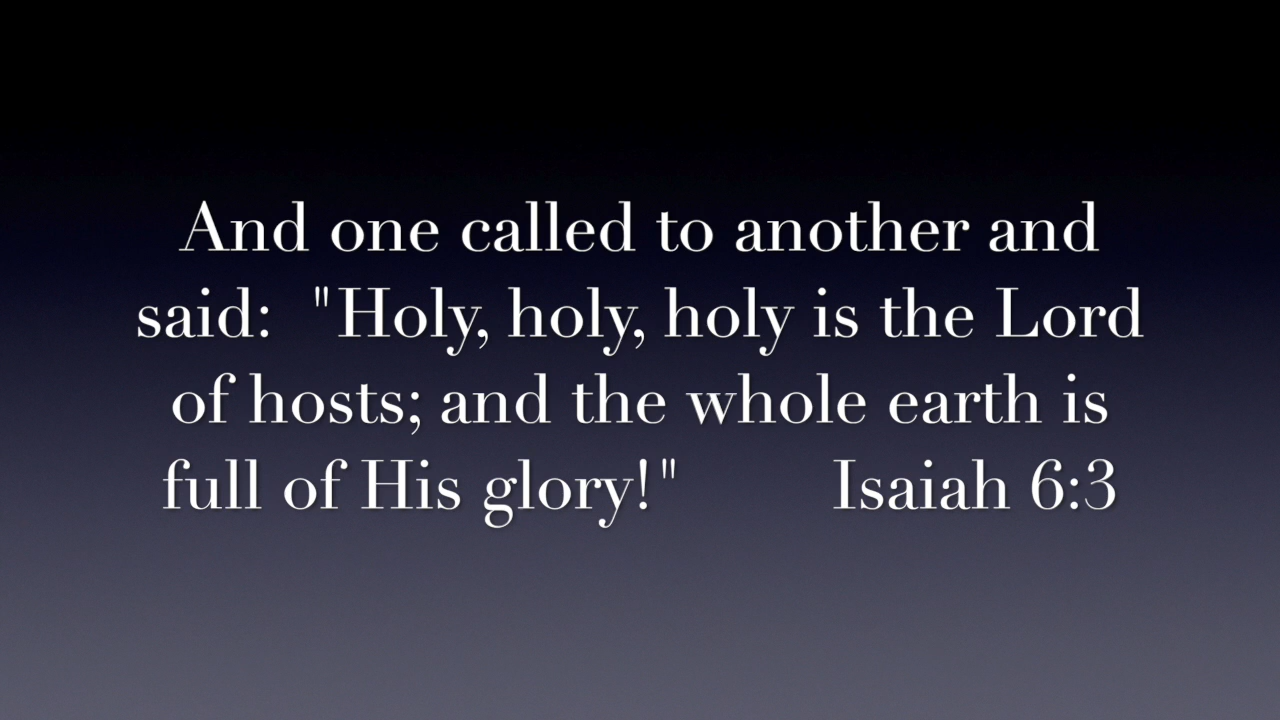 And one called to another and
said:  "Holy, holy, holy is the Lord
of hosts; and the whole earth is
full of His glory!"        Isaiah 6:3